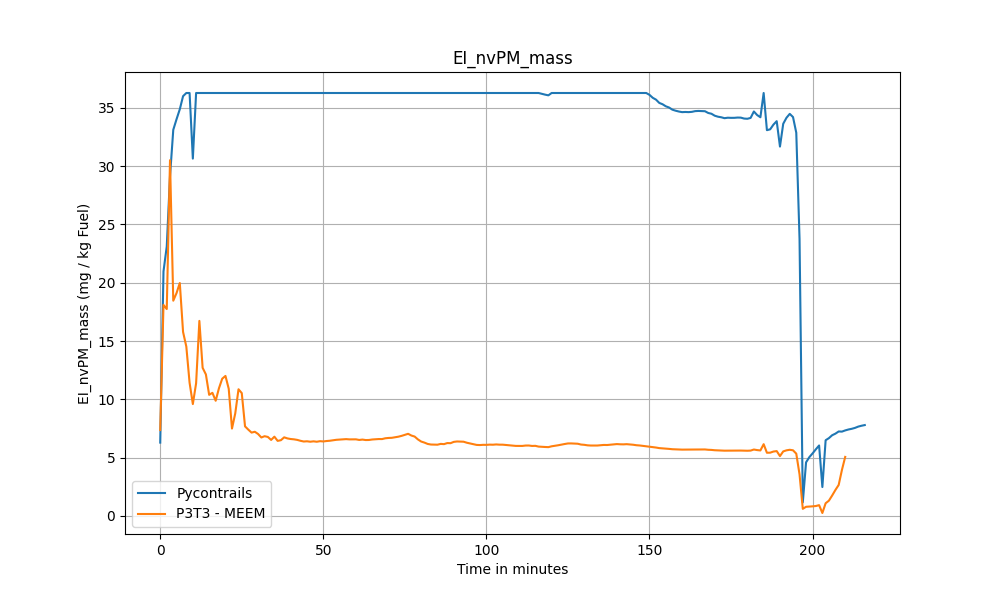 EI_nvPM_mass
EI_nvPM_mass (mg / kg Fuel)
35
30
25
20
15
10
5
0
Pycontrails
P3T3 - MEEM
0 50 100 150 200
Time in minutes